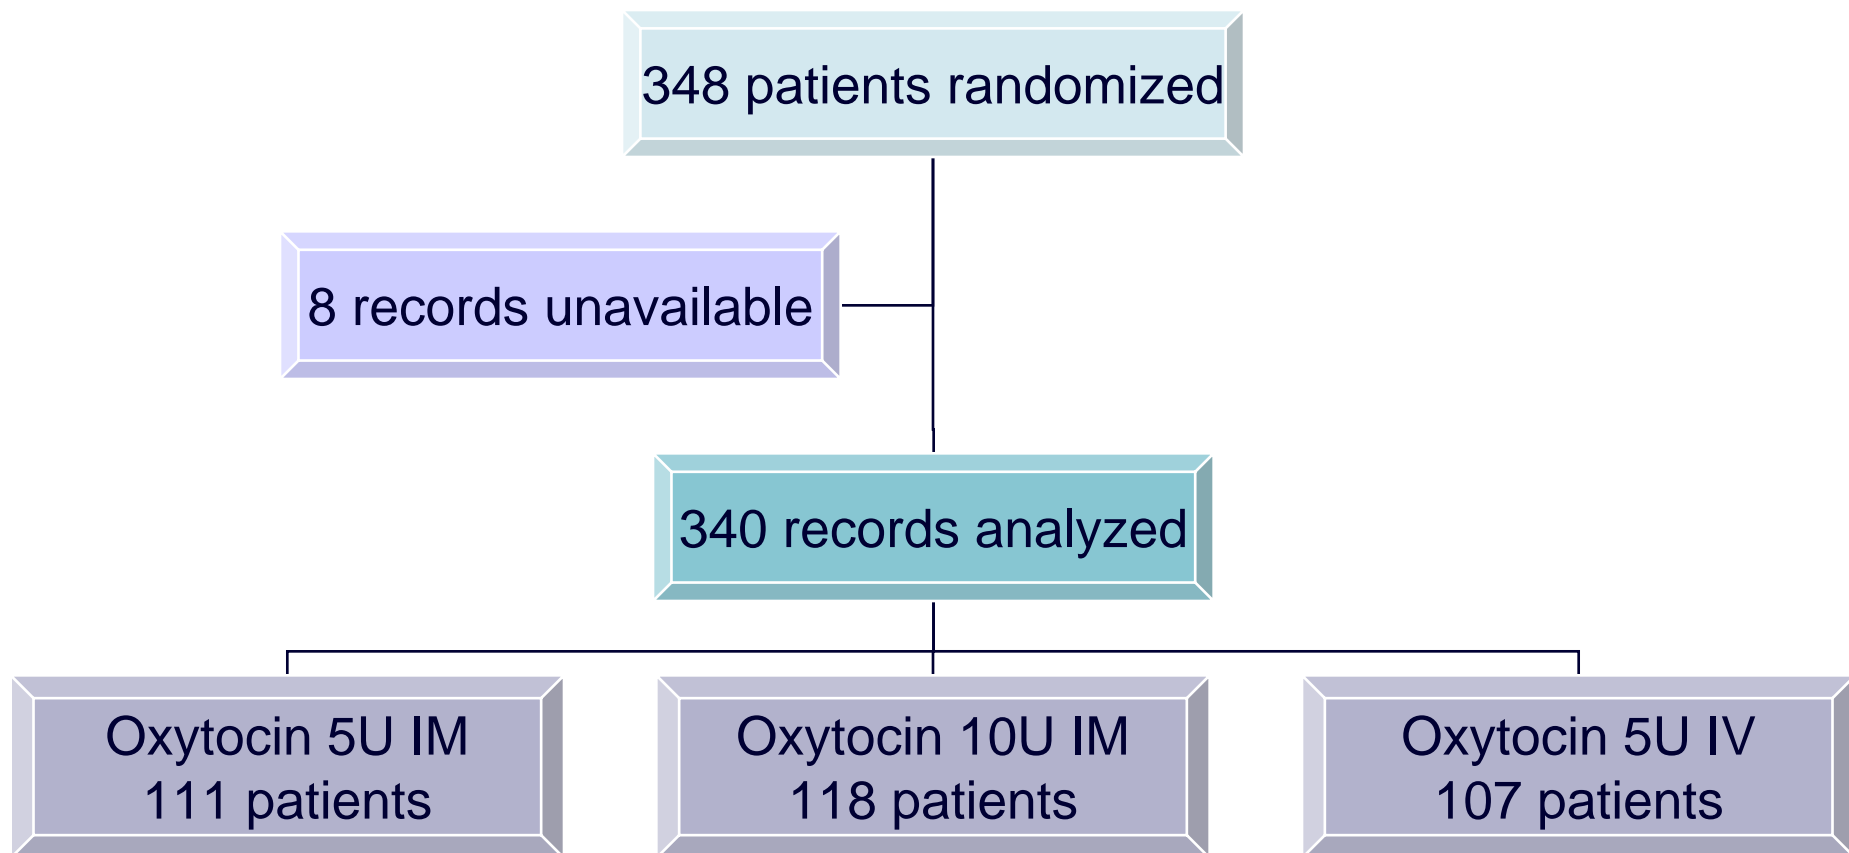 348 patients randomized
8 records unavailable
340 records analyzed
Oxytocin 5U IM
111 patients
Oxytocin 10U IM
118 patients
Oxytocin 5U IV
107 patients